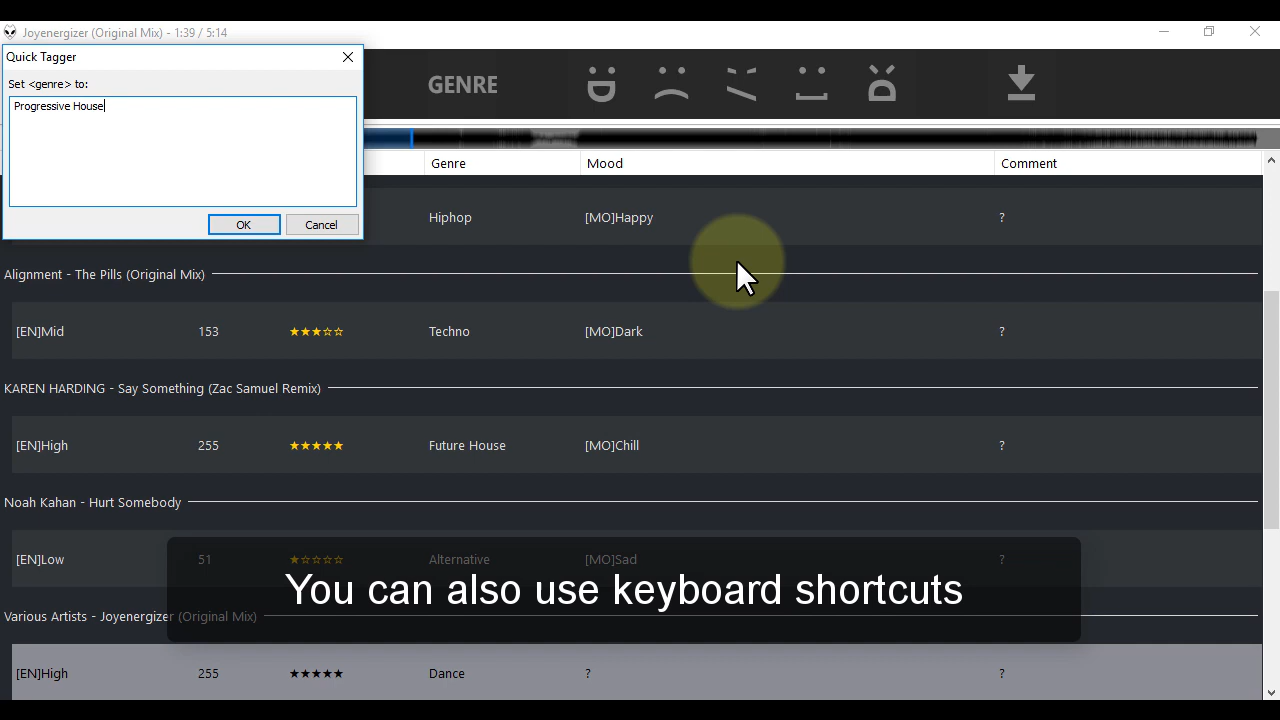 Joyenergizer (Original Mix) - 1:39 / 5:14
Quick Tagger
Set <genre> to:
Progressive House
OK
Cancel
GENRE
Genre
Mood
Comment
Hiphop
[MO]Happy
?
Alignment - The Pills (Original Mix)
[EN]Mid
153
★★★☆☆
Techno
[MO]Dark
?
KAREN HARDING - Say Something (Zac Samuel Remix)
[EN]High
255
★★★★★
Future House
[MO]Chill
?
Noah Kahan - Hurt Somebody
[EN]Low
51
★☆☆☆☆
Alternative
[MO]Sad
?
You can also use keyboard shortcuts
Various Artists - Joyenergizer (Original Mix)
[EN]High
255
★★★★★
Dance
?
?